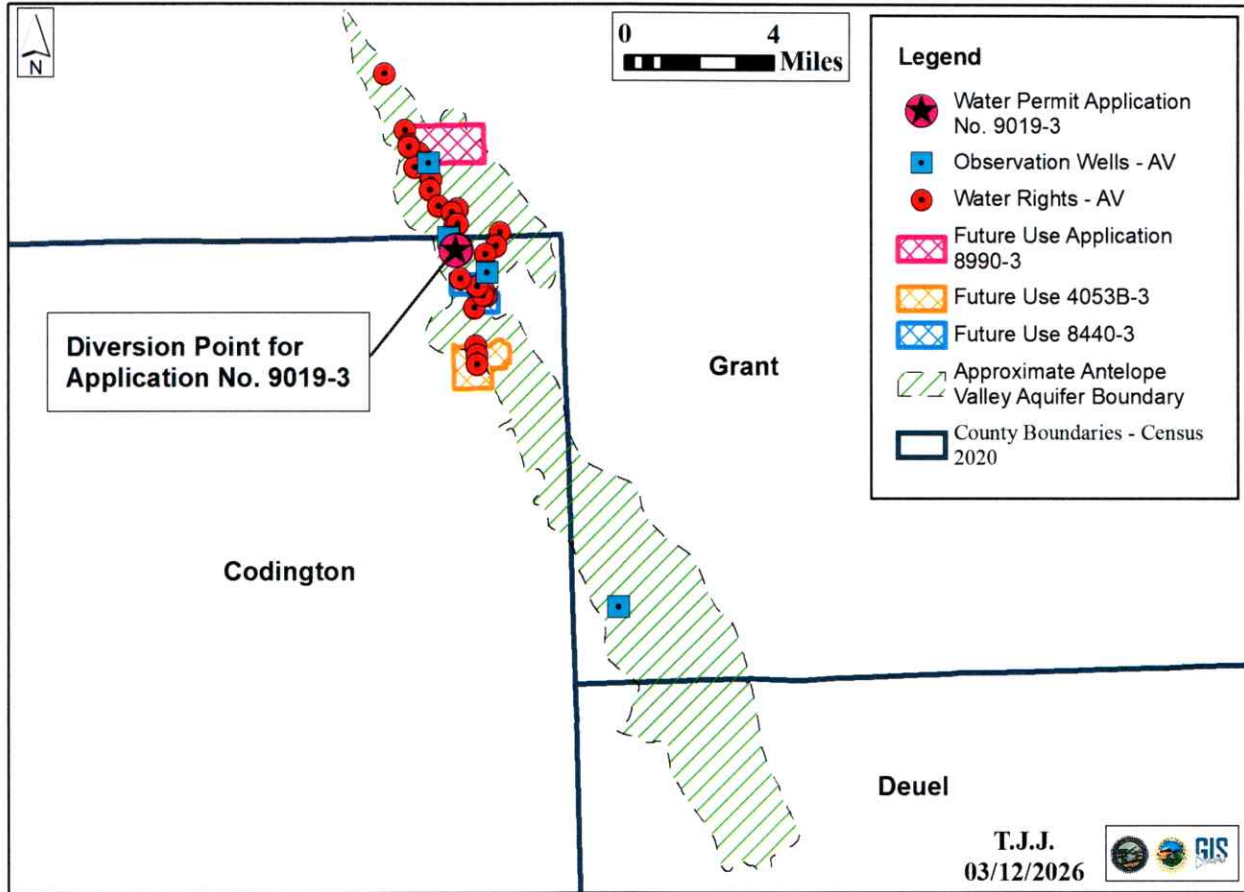 N
0 4
Miles
Legend
Water Permit Application
No. 9019-3
Observation Wells - AV
Water Rights - AV
Future Use Application
8990-3
Future Use 4053B-3
Future Use 8440-3
Approximate Antelope
Valley Aquifer Boundary
County Boundaries - Census
2020
Diversion Point for
Application No. 9019-3
Grant
Codington
Deuel
T.J.J.
03/12/2026
GIS